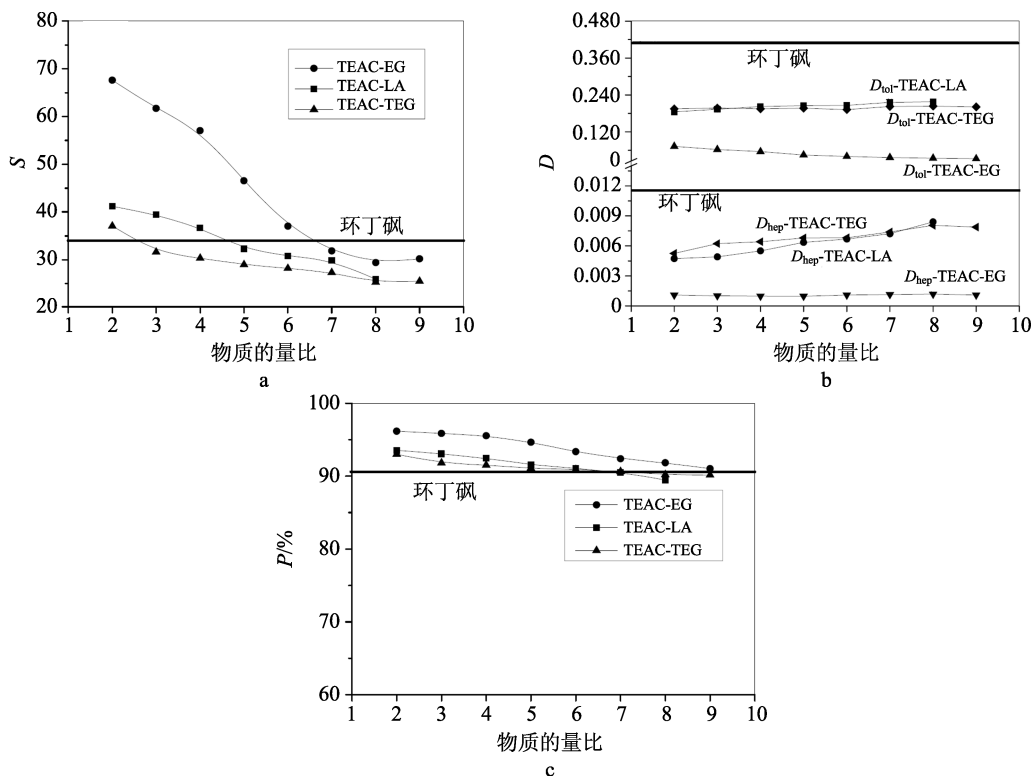 80
70
60
50
40
30
20
S
TEAC-EG
TEAC-LA
TEAC-TEG
环丁砜
1 2 3 4 5 6 7 8 9 10
物质的量比
a
0.480
0.360
0.240
0.120
0
0.012
0.009
0.006
0.003
0
D
环丁砜
Dtol-TEAC-LA
Dtol-TEAC-TEG
Dtol-TEAC-EG
环丁砜
Dhep-TEAC-TEG
Dhep-TEAC-LA
Dhep-TEAC-EG
1 2 3 4 5 6 7 8 9 10
物质的量比
b
100
90
80
70
60
P/%
环丁砜
TEAC-EG
TEAC-LA
TEAC-TEG
1 2 3 4 5 6 7 8 9 10
物质的量比
c